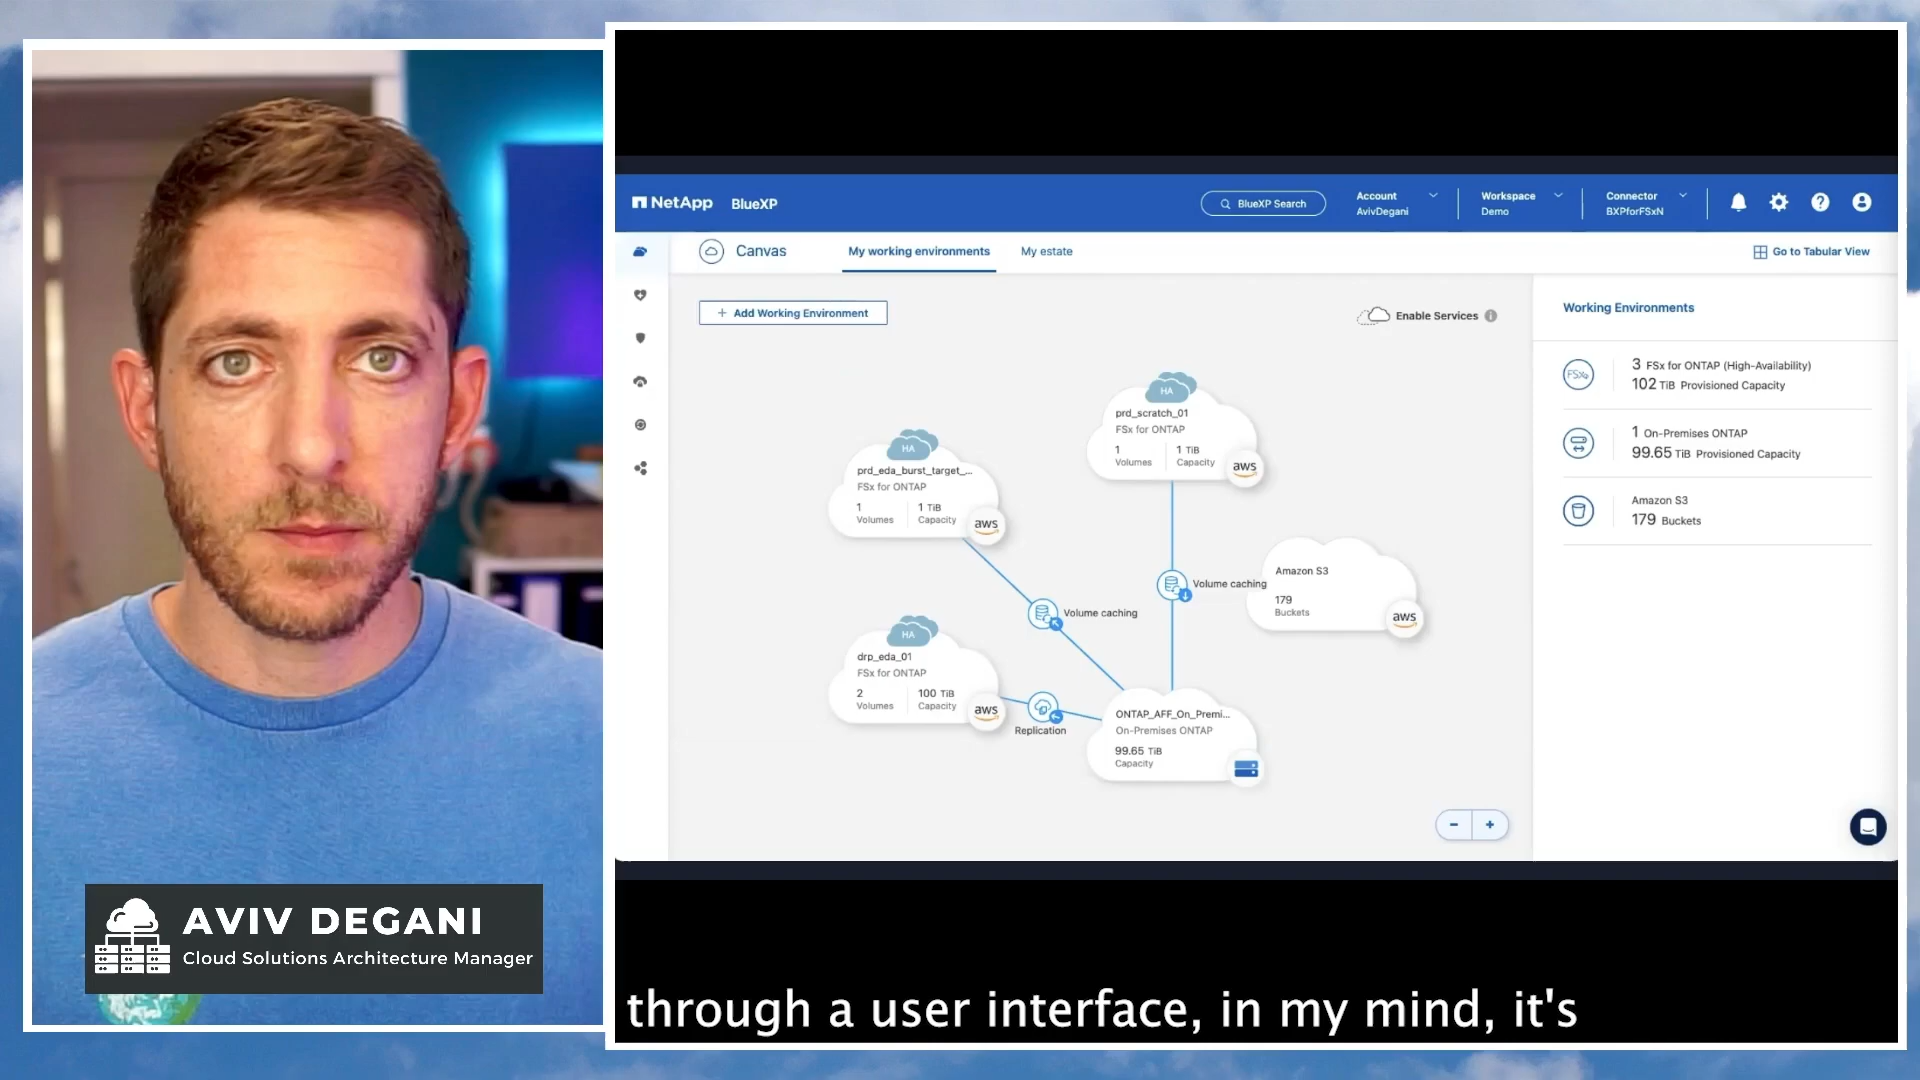 NetApp BlueXP
BlueXP Search
Account
AvivDegani
Workspace
Demo
Connector
BXPforFSxN
Canvas
My working environments
My estate
Go to Tabular View
+ Add Working Environment
Enable Services
HA
prd_scratch_01
FSx for ONTAP
1
Volumes
1 TiB
Capacity
aws
HA
prd_eda_burst_target_...
FSx for ONTAP
1
Volumes
1 TiB
Capacity
aws
Volume caching
Volume caching
Amazon S3
179
Buckets
aws
HA
drp_eda_01
FSx for ONTAP
2
Volumes
100 TiB
Capacity
aws
Replication
ONTAP_AFF_On_Premi...
On-Premises ONTAP
99.65 TiB
Capacity
- +
Working Environments
3 FSx for ONTAP (High-Availability)
102 TiB Provisioned Capacity
1 On-Premises ONTAP
99.65 TiB Provisioned Capacity
Amazon S3
179 Buckets
AVIV DEGANI
Cloud Solutions Architecture Manager
through a user interface, in my mind, it's